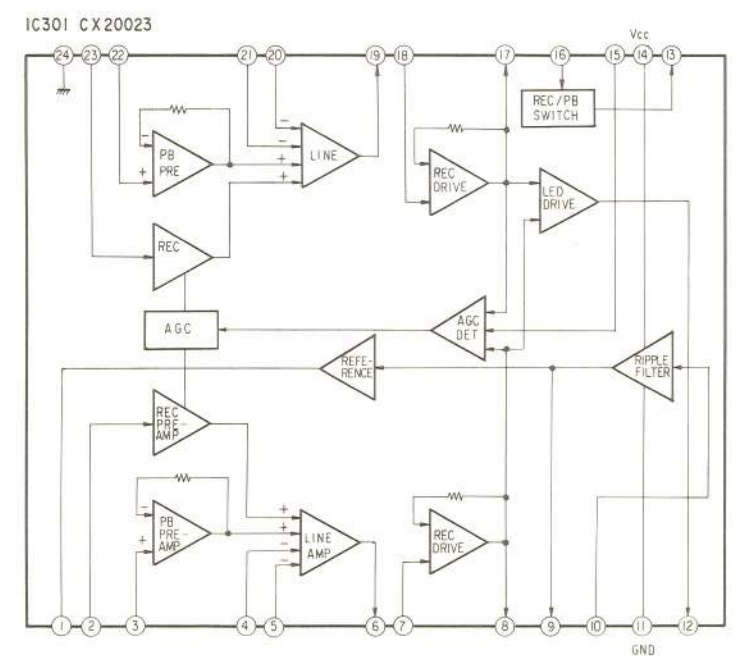 IC301 CX20023
Vcc
24 23 22 21 20 19 18 17 16 15 14 13
REC/PB
SWITCH
- + PB
PRE
- - + + LINE
REC
DRIVE
LED
DRIVE
REC
AGC
AGC
DET
REFE-
RENCE
RIPPLE
FILTER
REC
PRE-
AMP
- + PB
PRE-
AMP
+ + - - LINE
AMP
REC
DRIVE
1 2 3 4 5 6 7 8 9 10 11 12
GND